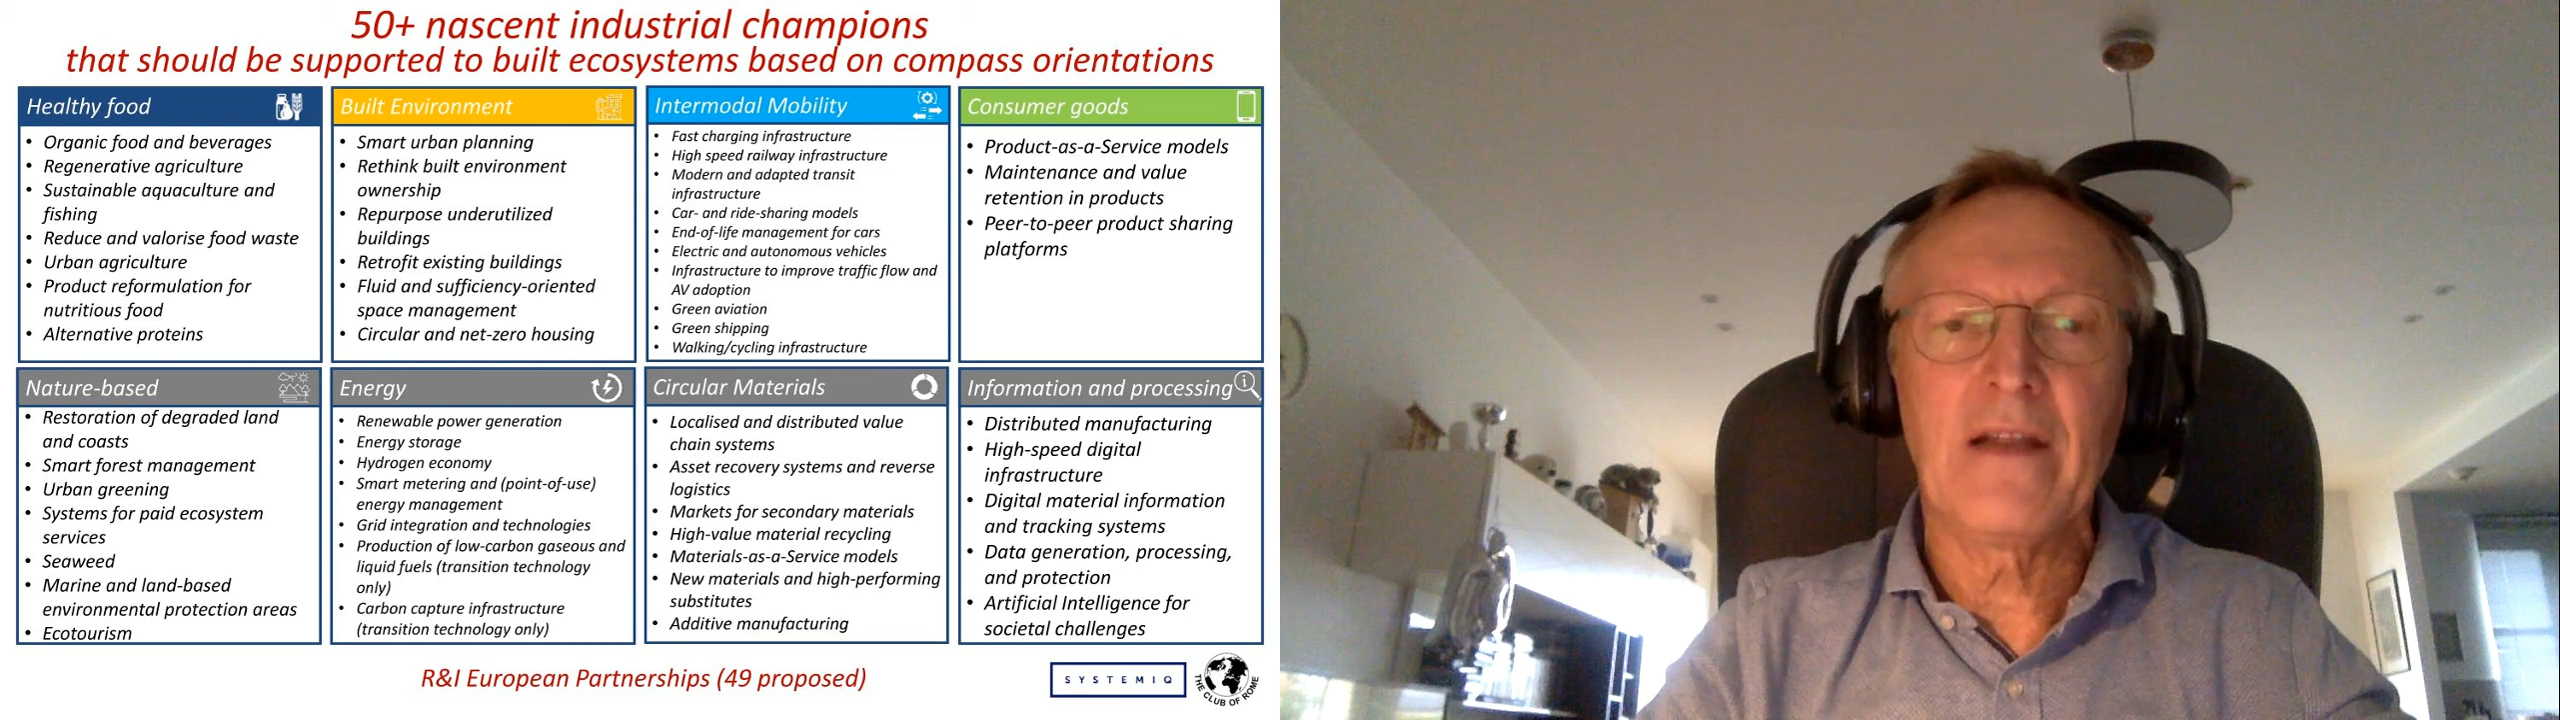 50+ nascent industrial champions
that should be supported to built ecosystems based on compass orientations
Healthy food
• Organic food and beverages
• Regenerative agriculture
• Sustainable aquaculture and
fishing
• Reduce and valorise food waste
• Urban agriculture
• Product reformulation for
nutritious food
• Alternative proteins
Built Environment
• Smart urban planning
• Rethink built environment
ownership
• Repurpose underutilized
buildings
• Retrofit existing buildings
• Fluid and sufficiency-oriented
space management
• Circular and net-zero housing
Intermodal Mobility
• Fast charging infrastructure
• High speed railway infrastructure
• Modern and adapted transit
infrastructure
• Car- and ride-sharing models
• End-of-life management for cars
• Electric and autonomous vehicles
• Infrastructure to improve traffic flow and
AV adoption
• Green aviation
• Green shipping
• Walking/cycling infrastructure
Consumer goods
• Product-as-a-Service models
• Maintenance and value
retention in products
• Peer-to-peer product sharing
platforms
Nature-based
• Restoration of degraded land
and coasts
• Smart forest management
• Urban greening
• Systems for paid ecosystem
services
• Seaweed
• Marine and land-based
environmental protection areas
• Ecotourism
Energy
• Renewable power generation
• Energy storage
• Hydrogen economy
• Smart metering and (point-of-use)
energy management
• Grid integration and technologies
• Production of low-carbon gaseous and
liquid fuels (transition technology
only)
• Carbon capture infrastructure
(transition technology only)
Circular Materials
• Localised and distributed value
chain systems
• Asset recovery systems and reverse
logistics
• Markets for secondary materials
• High-value material recycling
• Materials-as-a-Service models
• New materials and high-performing
substitutes
• Additive manufacturing
Information and processing
• Distributed manufacturing
• High-speed digital
infrastructure
• Digital material information
and tracking systems
• Data generation, processing,
and protection
• Artificial Intelligence for
societal challenges
R&I European Partnerships (49 proposed)
SYSTEMIQ
THE CLUB OF ROME